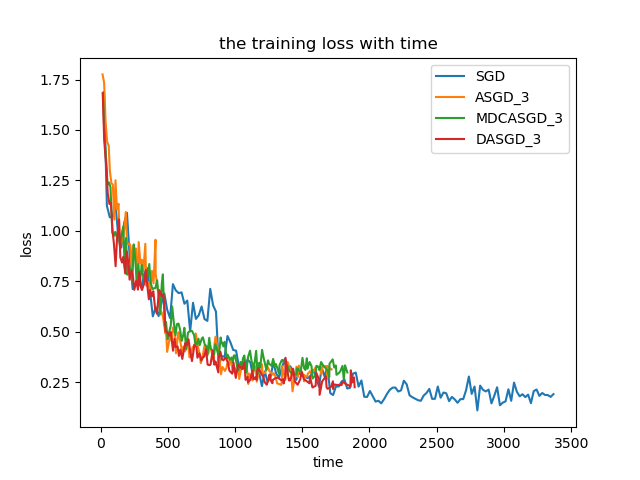 the training loss with time
SGD
ASGD_3
MDCASGD_3
DASGD_3
loss
1.75
1.50
1.25
1.00
0.75
0.50
0.25
0 500 1000 1500 2000 2500 3000 3500
time